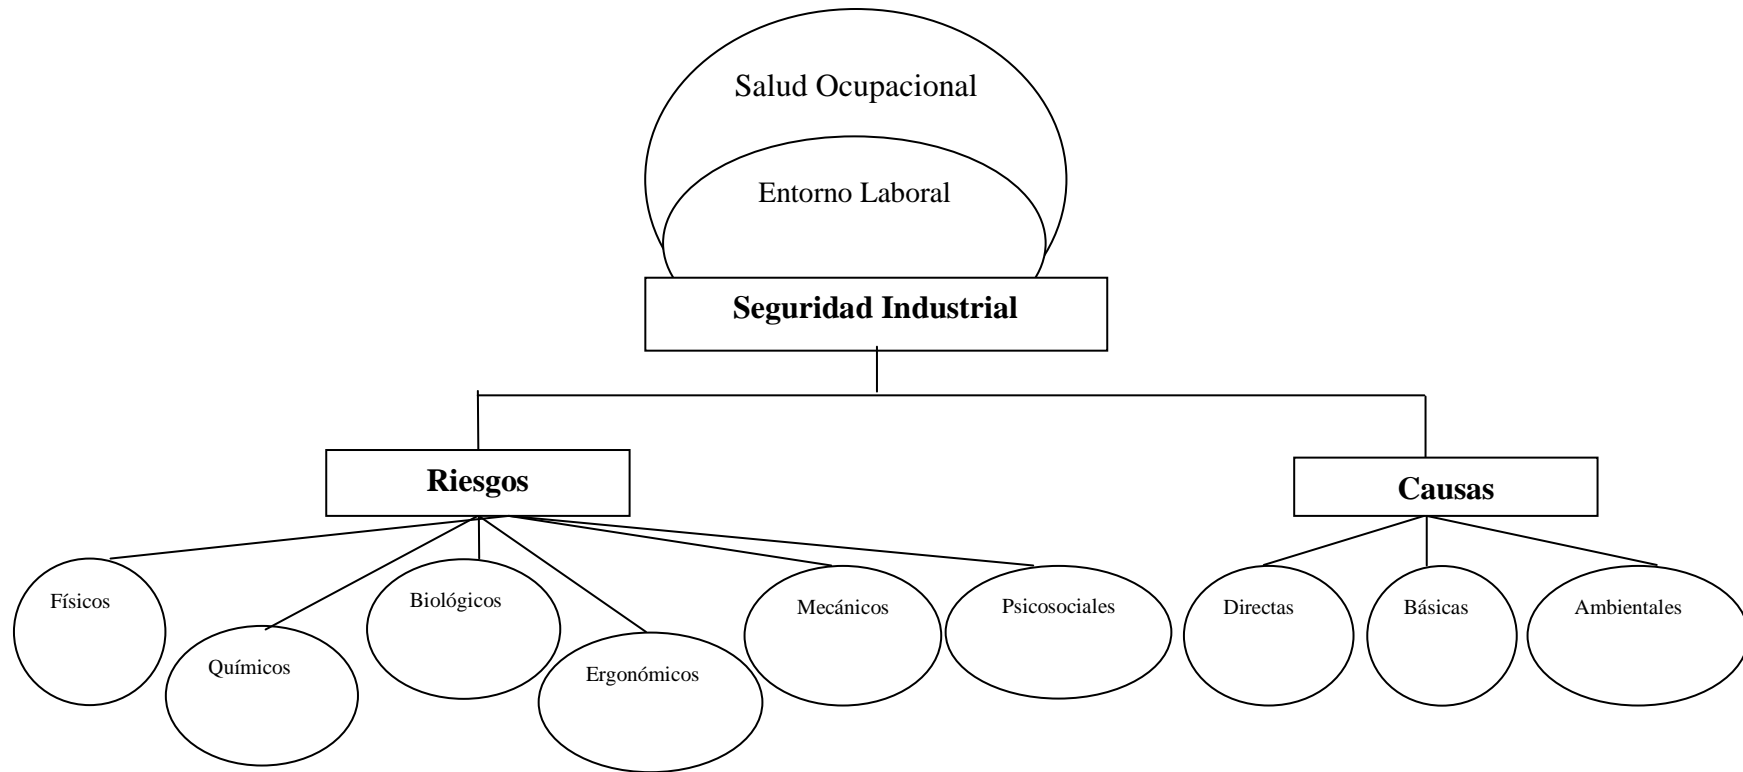 Salud Ocupacional
Entorno Laboral
Seguridad Industrial
Riesgos
Causas
Físicos
Químicos
Biológicos
Ergonómicos
Mecánicos
Psicosociales
Directas
Básicas
Ambientales